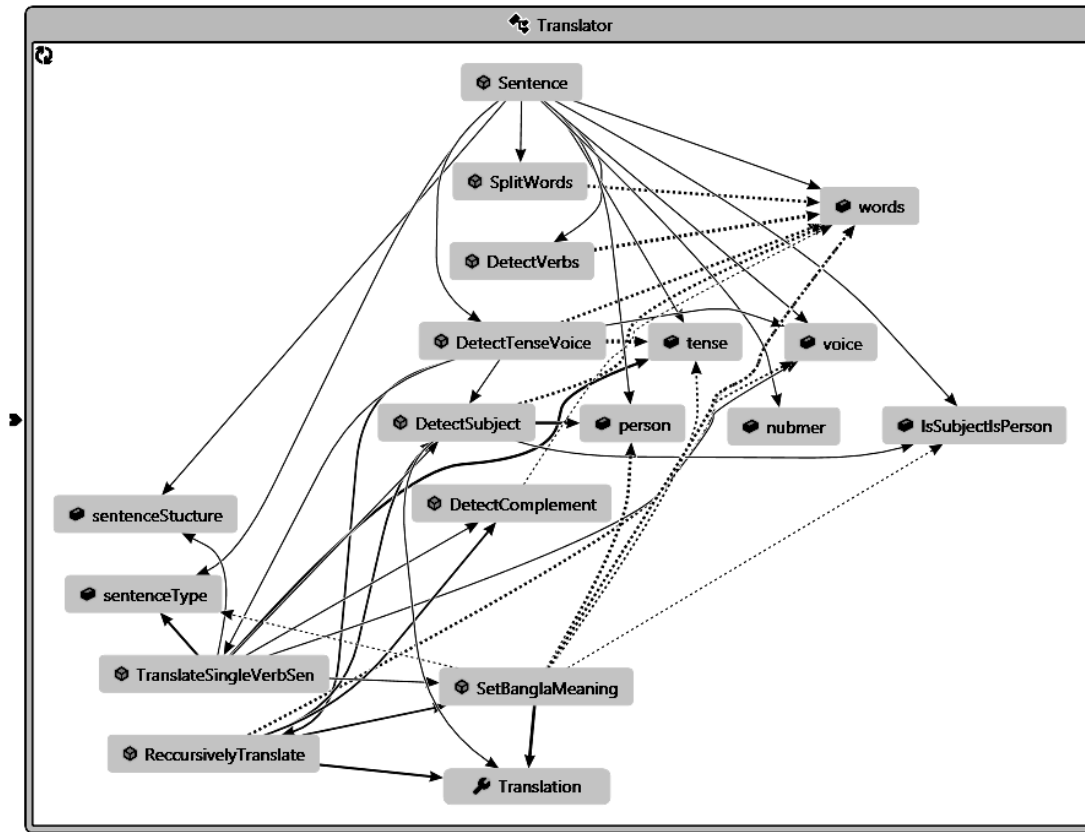 Translator
Sentence
SplitWords
words
DetectVerbs
DetectTenseVoice
tense
voice
DetectSubject
person
nubmer
IsSubjectIsPerson
sentenceStucture
DetectComplement
sentenceType
TranslateSingleVerbSen
SetBanglaMeaning
ReccursivelyTranslate
Translation